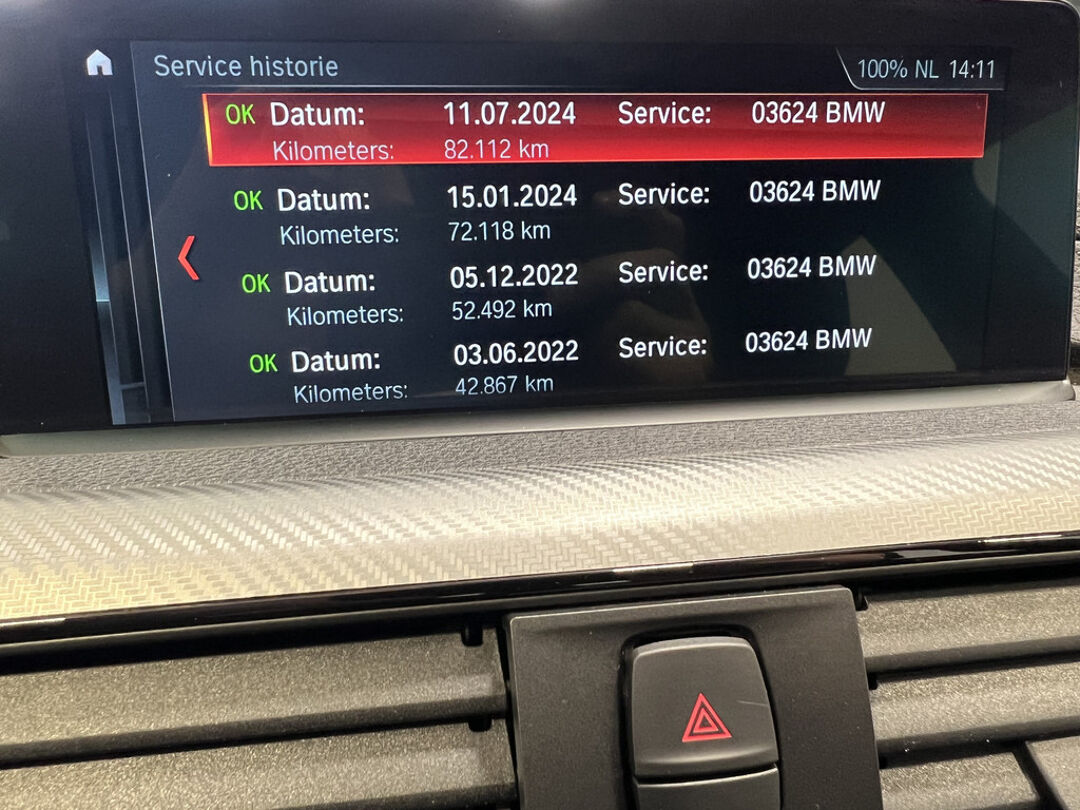 Service historie 100% NL 14:11
OK Datum: 11.07.2024 Service: 03624 BMW
Kilometers: 82.112 km
OK Datum: 15.01.2024 Service: 03624 BMW
Kilometers: 72.118 km
OK Datum: 05.12.2022 Service: 03624 BMW
Kilometers: 52.492 km
OK Datum: 03.06.2022 Service: 03624 BMW
Kilometers: 42.867 km